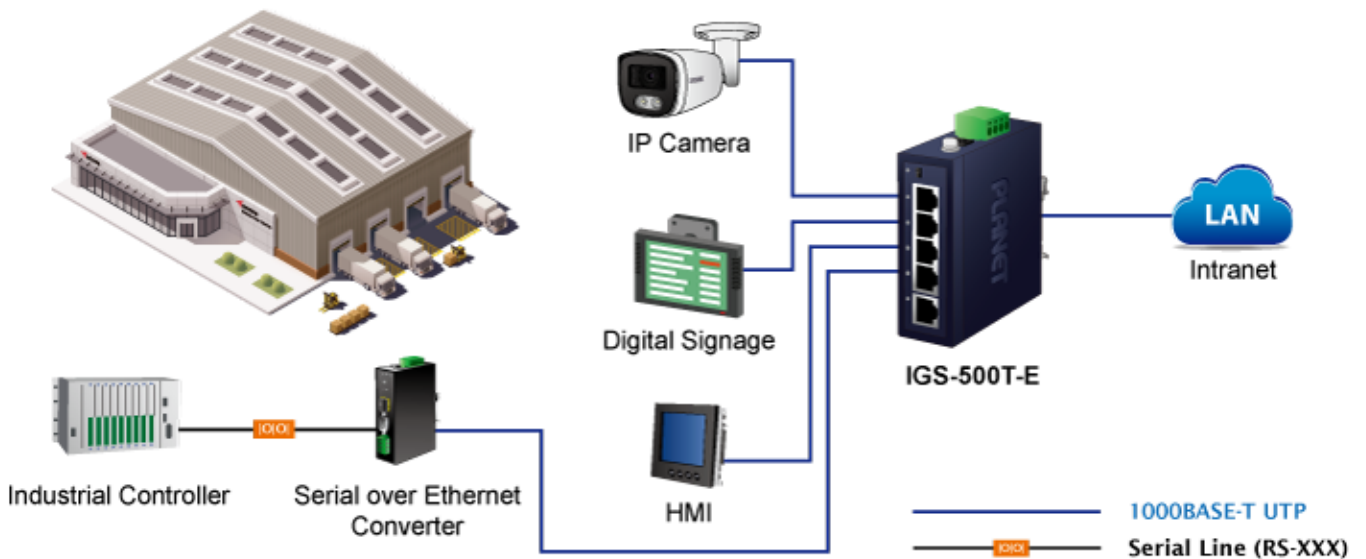 IP Camera
PLANET
LAN
Intranet
Digital Signage
IGS-500T-E
Industrial Controller
Serial over Ethernet
Converter
HMI
1000BASE-T UTP
Serial Line (RS-XXX)